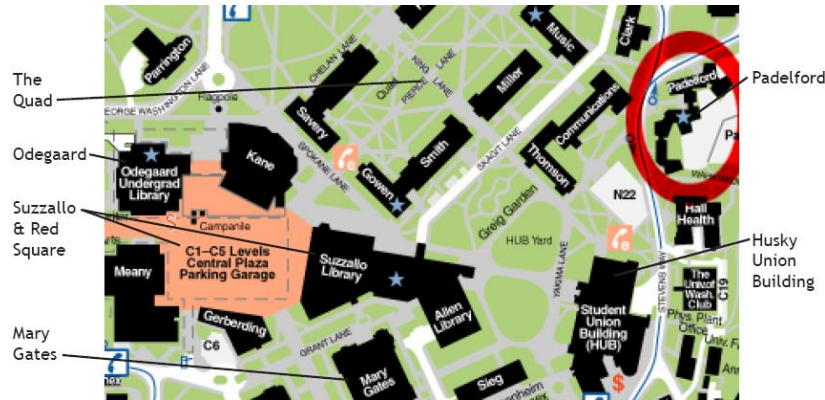 The
Quad
Odegaard
Suzzallo
& Red
Square
Mary
Gates
Padelford
Husky
Union
Building
Parrington
GEORGE WASHINGTON LANE
Flagpole
CHELAN LANE
Savery
Quad
KING LANE
PIERCE LANE
Music
Clark
Miller
Communications
Padelford
Pa
Odegaard
Undergrad
Library
Kane
SPOKANE LANE
Gowen
Smith
SKAGIT LANE
Thomson
N22
Hall
Health
Campanile
C1–C5 Levels
Central Plaza
Parking Garage
Meany
Suzzallo
Library
Allen
Library
Greig Garden
HUB Yard
YAKIMA LANE
STEVENS WAY
Student
Union
Building
(HUB)
The
Univ.of
Wash.
Club
C19
Phys. Plant
Office
Univ. F
Gerberding
C6
GRANT LANE
Mary
Gates
Sieg
$